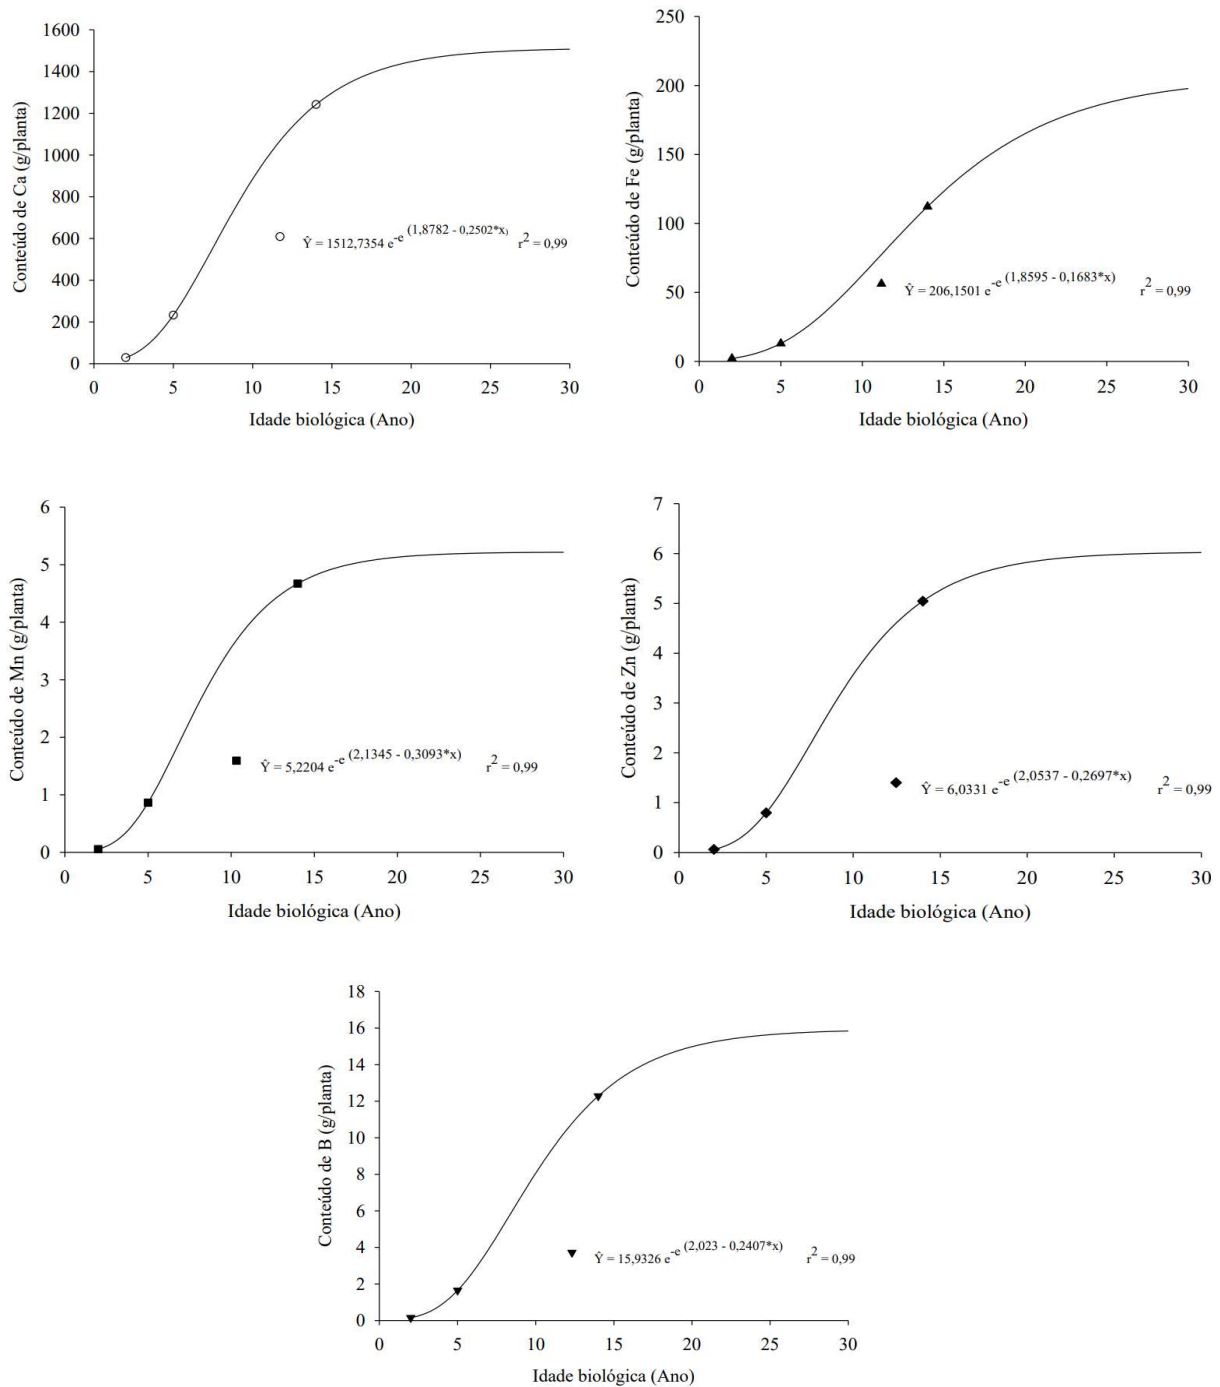 1600
1400
1200
1000
800
600
400
200
0
Conteúdo de Ca (g/planta)
Ŷ = 1512,7354 e^-e^(1,8782 - 0,2502*x) r^2 = 0,99
0 5 10 15 20 25 30
Idade biológica (Ano)
250
200
150
100
50
0
Conteúdo de Fe (g/planta)
Ŷ = 206,1501 e^-e^(1,8595 - 0,1683*x) r^2 = 0,99
0 5 10 15 20 25 30
Idade biológica (Ano)
6
5
4
3
2
1
0
Conteúdo de Mn (g/planta)
Ŷ = 5,2204 e^-e^(2,1345 - 0,3093*x) r^2 = 0,99
0 5 10 15 20 25 30
Idade biológica (Ano)
7
6
5
4
3
2
1
0
Conteúdo de Zn (g/planta)
Ŷ = 6,0331 e^-e^(2,0537 - 0,2697*x) r^2 = 0,99
0 5 10 15 20 25 30
Idade biológica (Ano)
18
16
14
12
10
8
6
4
2
0
Conteúdo de B (g/planta)
Ŷ = 15,9326 e^-e^(2,023 - 0,2407*x) r^2 = 0,99
0 5 10 15 20 25 30
Idade biológica (Ano)